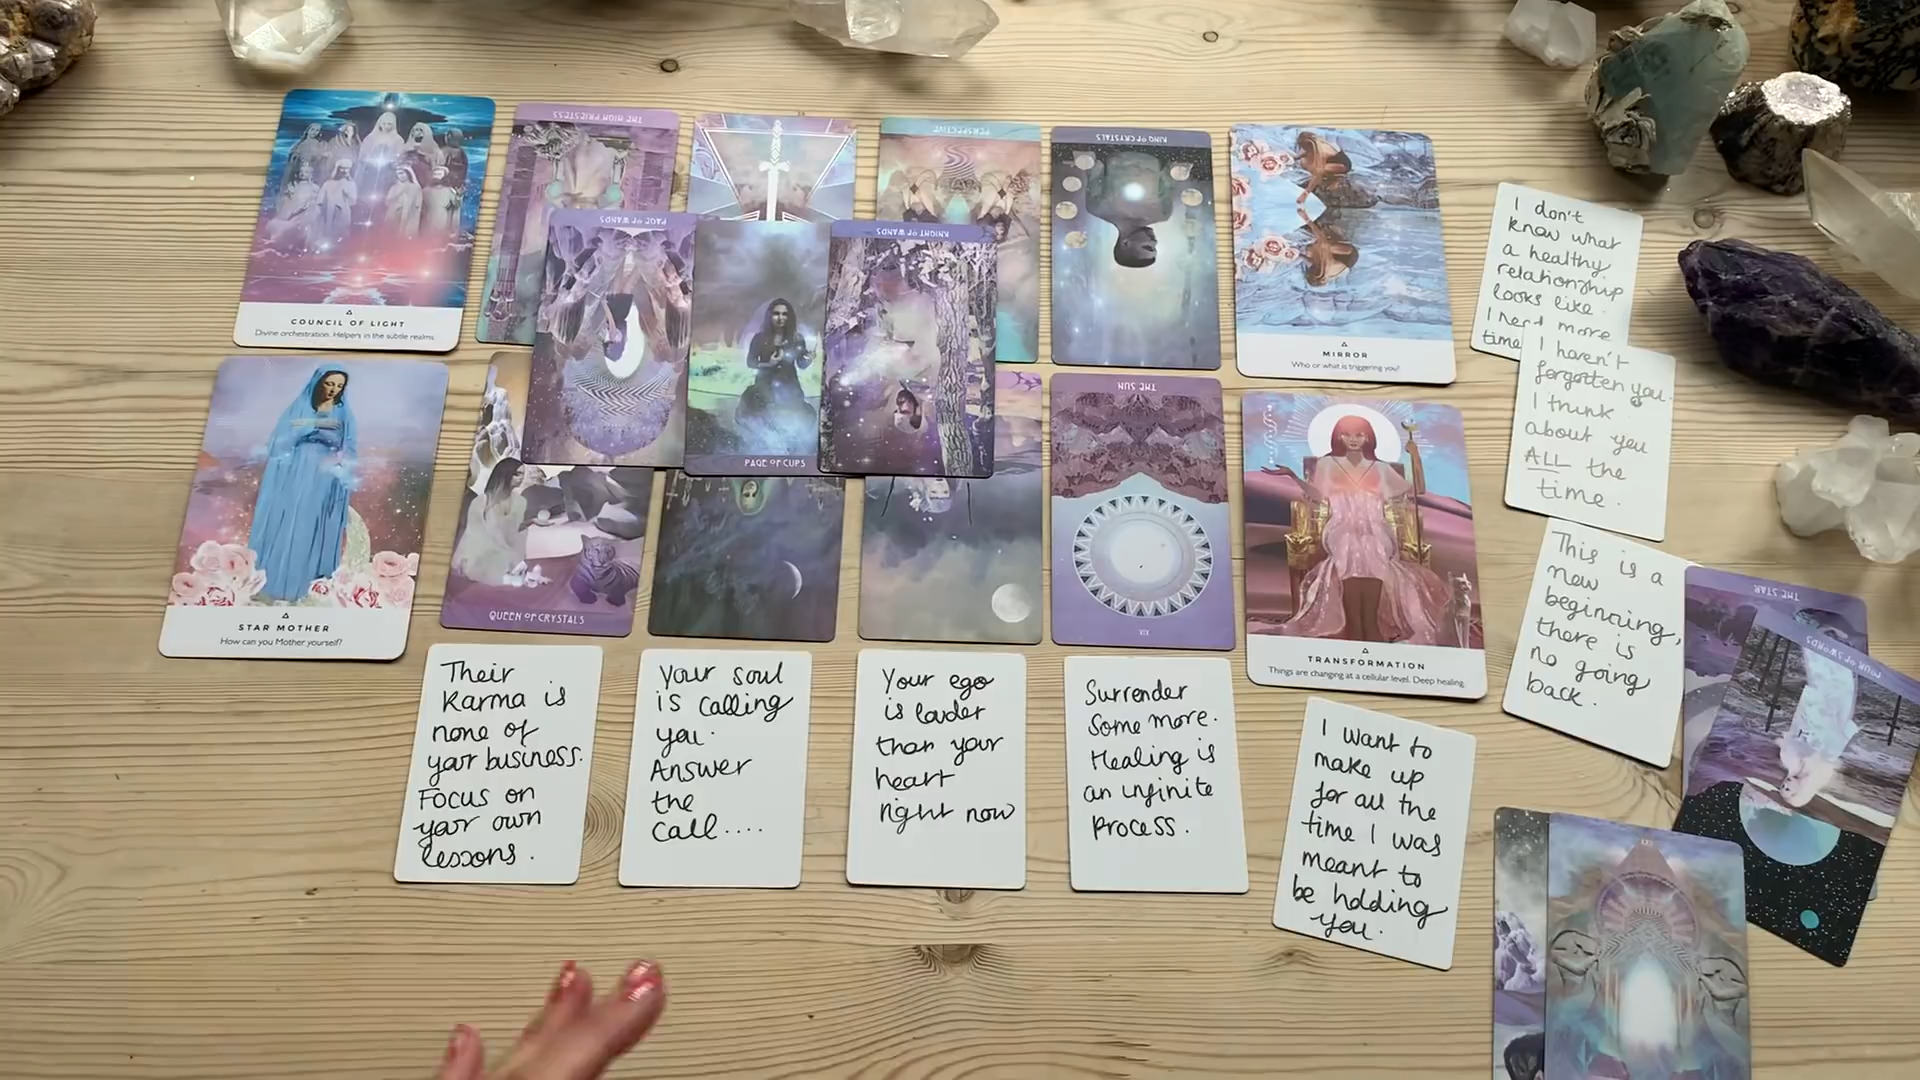 THE HIGH PRIESTESS
PERSPECTIVE
KING OF CRYSTALS
COUNCIL OF LIGHT
Divine orchestration. Helpers in the subtle realms.
PAGE OF WANDS
KNIGHT OF WANDS
PAGE OF CUPS
MIRROR
Who or what is triggering you?
I don't
know what
a healthy
relationship
looks like.
I need more
time
I haven't
forgotten you.
I think
about you
ALL the
time.
STAR MOTHER
How can you Mother yourself?
QUEEN OF CRYSTALS
THE SUN
XIX
TRANSFORMATION
Things are changing at a cellular level. Deep healing.
This is a
new
beginning,
there is
no going
back.
THE STAR
FOUR OF SWORDS
Their
Karma is
none of
your business.
Focus on
your own
lessons.
Your soul
is calling
you.
Answer
the
call....
Your ego
is louder
than your
heart
right now
Surrender
some more.
Healing is
an infinite
process.
I want to
make up
for all the
time I was
meant to
be holding
you.